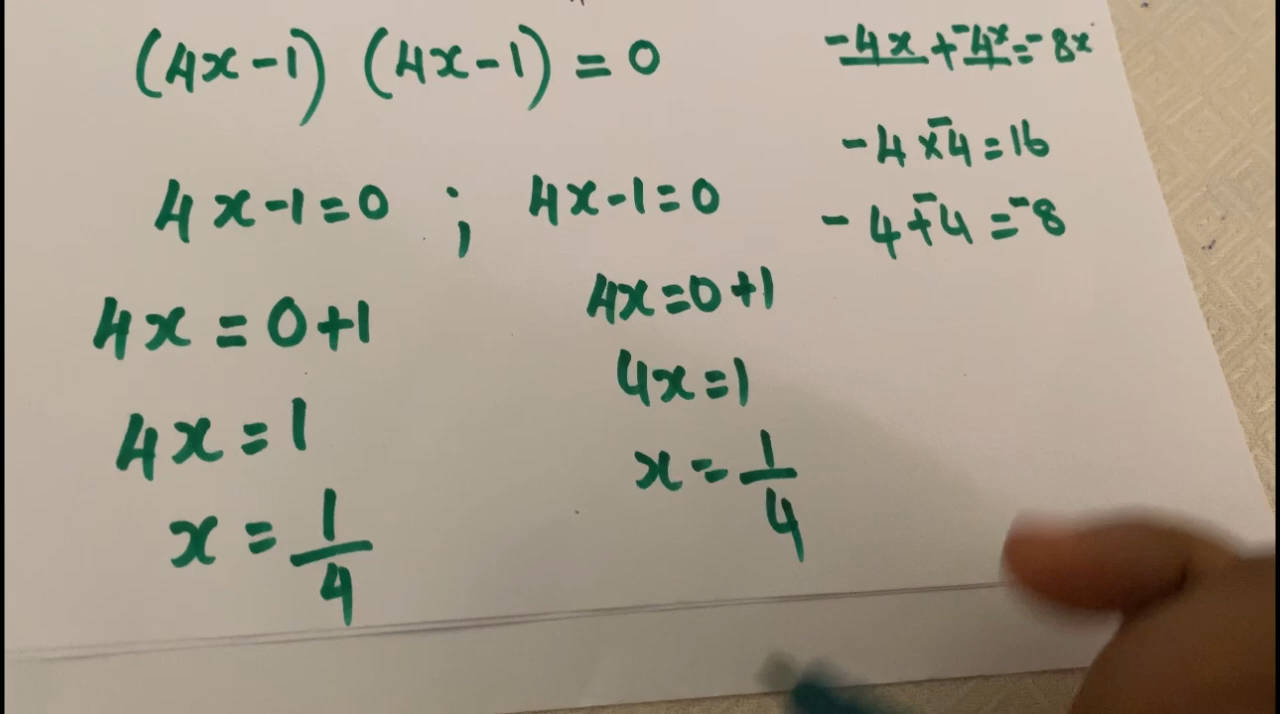 (4x-1) (4x-1) = 0
4x-1=0 ; 4x-1=0
4x = 0+1
4x = 1
x = 1/4
4x=0+1
4x=1
x = 1/4
-4x + -4x = -8x
-4 x -4 = 16
-4 + -4 = -8